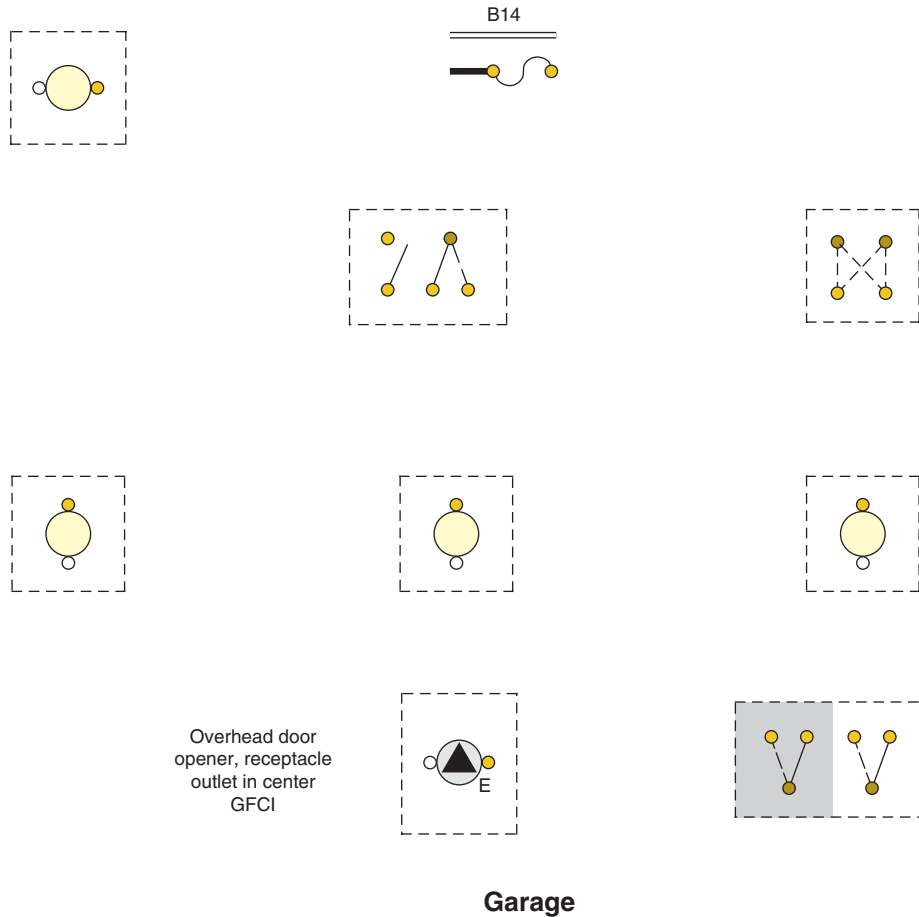 B14
Overhead door
opener, receptacle
outlet in center
GFCI
E
Garage